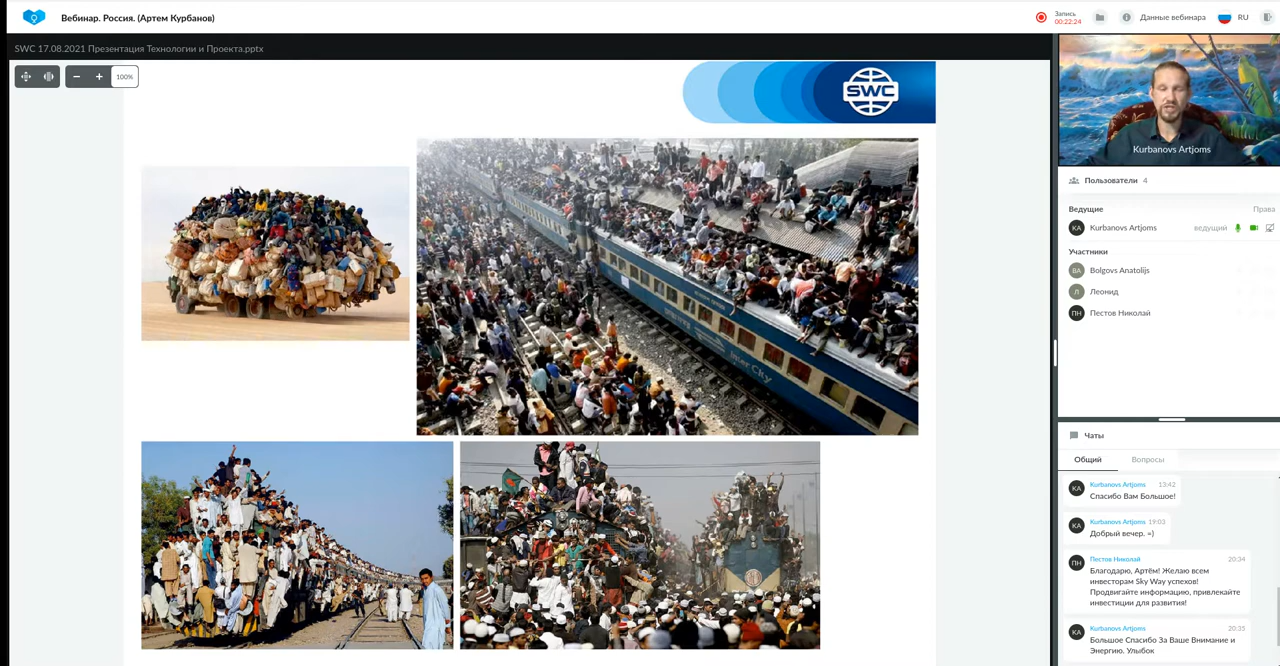 Вебинар. Россия. (Артем Курбанов)
Запись
00:22:24
Данные вебинара
RU
SWC 17.08.2021 Презентация Технологии и Проекта.pptx
100%
SWC
Inter City
Kurbanovs Artjoms
Пользователи 4
Ведущие Права
KA Kurbanovs Artjoms ведущий
Участники
BA Bolgovs Anatolijs
Л Леонид
ПН Пестов Николай
Чаты
Общий Вопросы
KA Kurbanovs Artjoms 13:42
Спасибо Вам Большое!
KA Kurbanovs Artjoms 19:03
Добрый вечер. =)
ПН Пестов Николай 20:34
Благодарю, Артём! Желаю всем
инвесторам Sky Way успехов!
Продвигайте информацию, привлекайте
инвестиции для развития!
KA Kurbanovs Artjoms 20:35
Большое Спасибо За Ваше Внимание и
Энергию. Улыбок